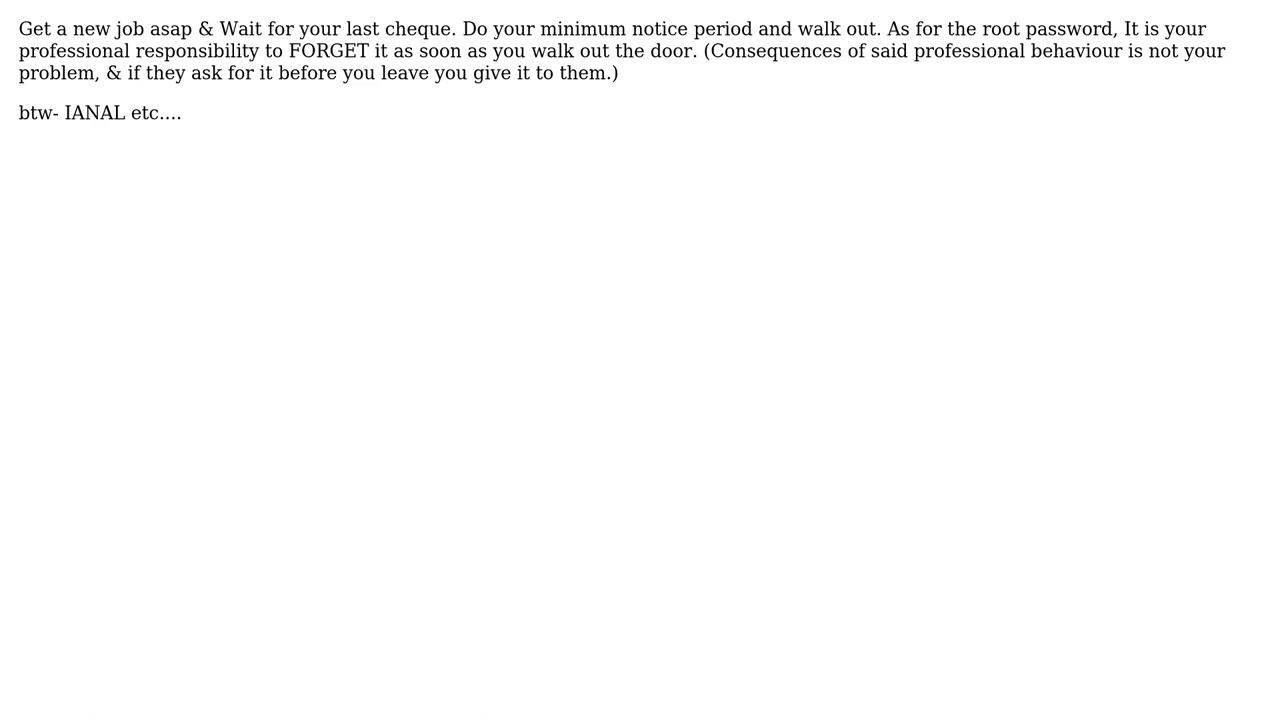 Get a new job asap & Wait for your last cheque. Do your minimum notice period and walk out. As for the root password, It is your
professional responsibility to FORGET it as soon as you walk out the door. (Consequences of said professional behaviour is not your
problem, & if they ask for it before you leave you give it to them.)
btw- IANAL etc....